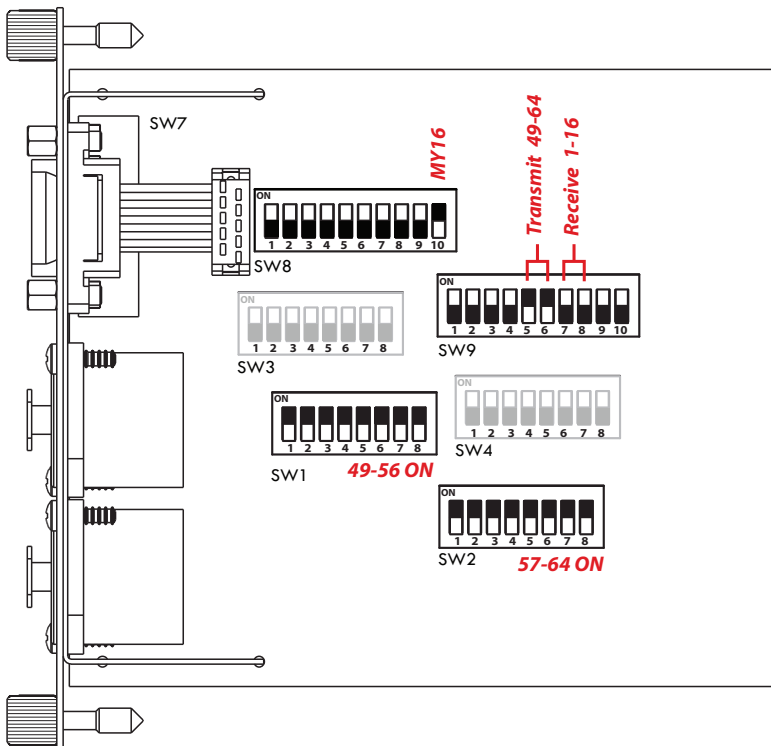 SW7
MY16
Transmit 49-64
Receive 1-16
ON
1 2 3 4 5 6 7 8 9 10
SW8
ON
1 2 3 4 5 6 7 8 9 10
SW9
ON
1 2 3 4 5 6 7 8
SW3
ON
1 2 3 4 5 6 7 8
SW4
ON
1 2 3 4 5 6 7 8
SW1
49-56 ON
ON
1 2 3 4 5 6 7 8
SW2
57-64 ON